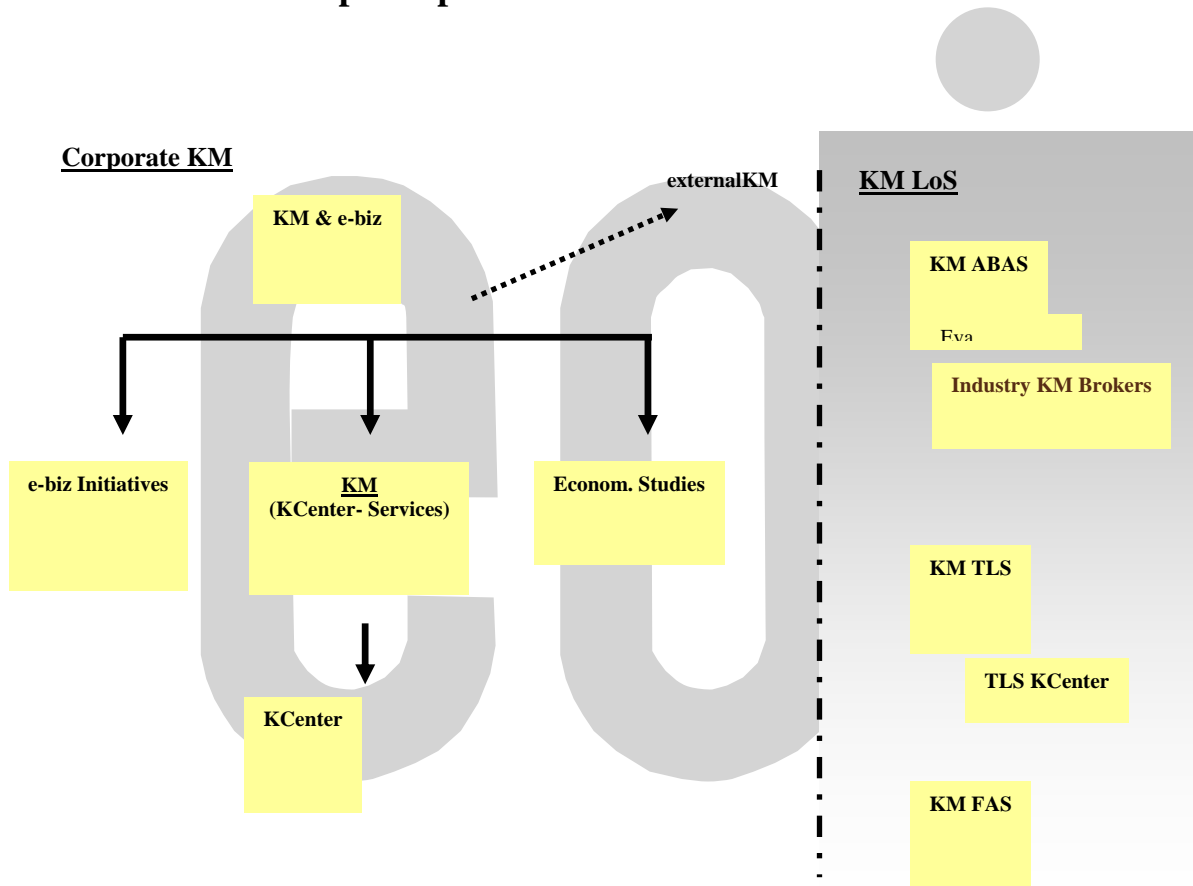 Corporate KM
externalKM
KM & e-biz
e-biz Initiatives
KM
(KCenter- Services)
Econom. Studies
KCenter
KM LoS
KM ABAS
Eva
Industry KM Brokers
KM TLS
TLS KCenter
KM FAS